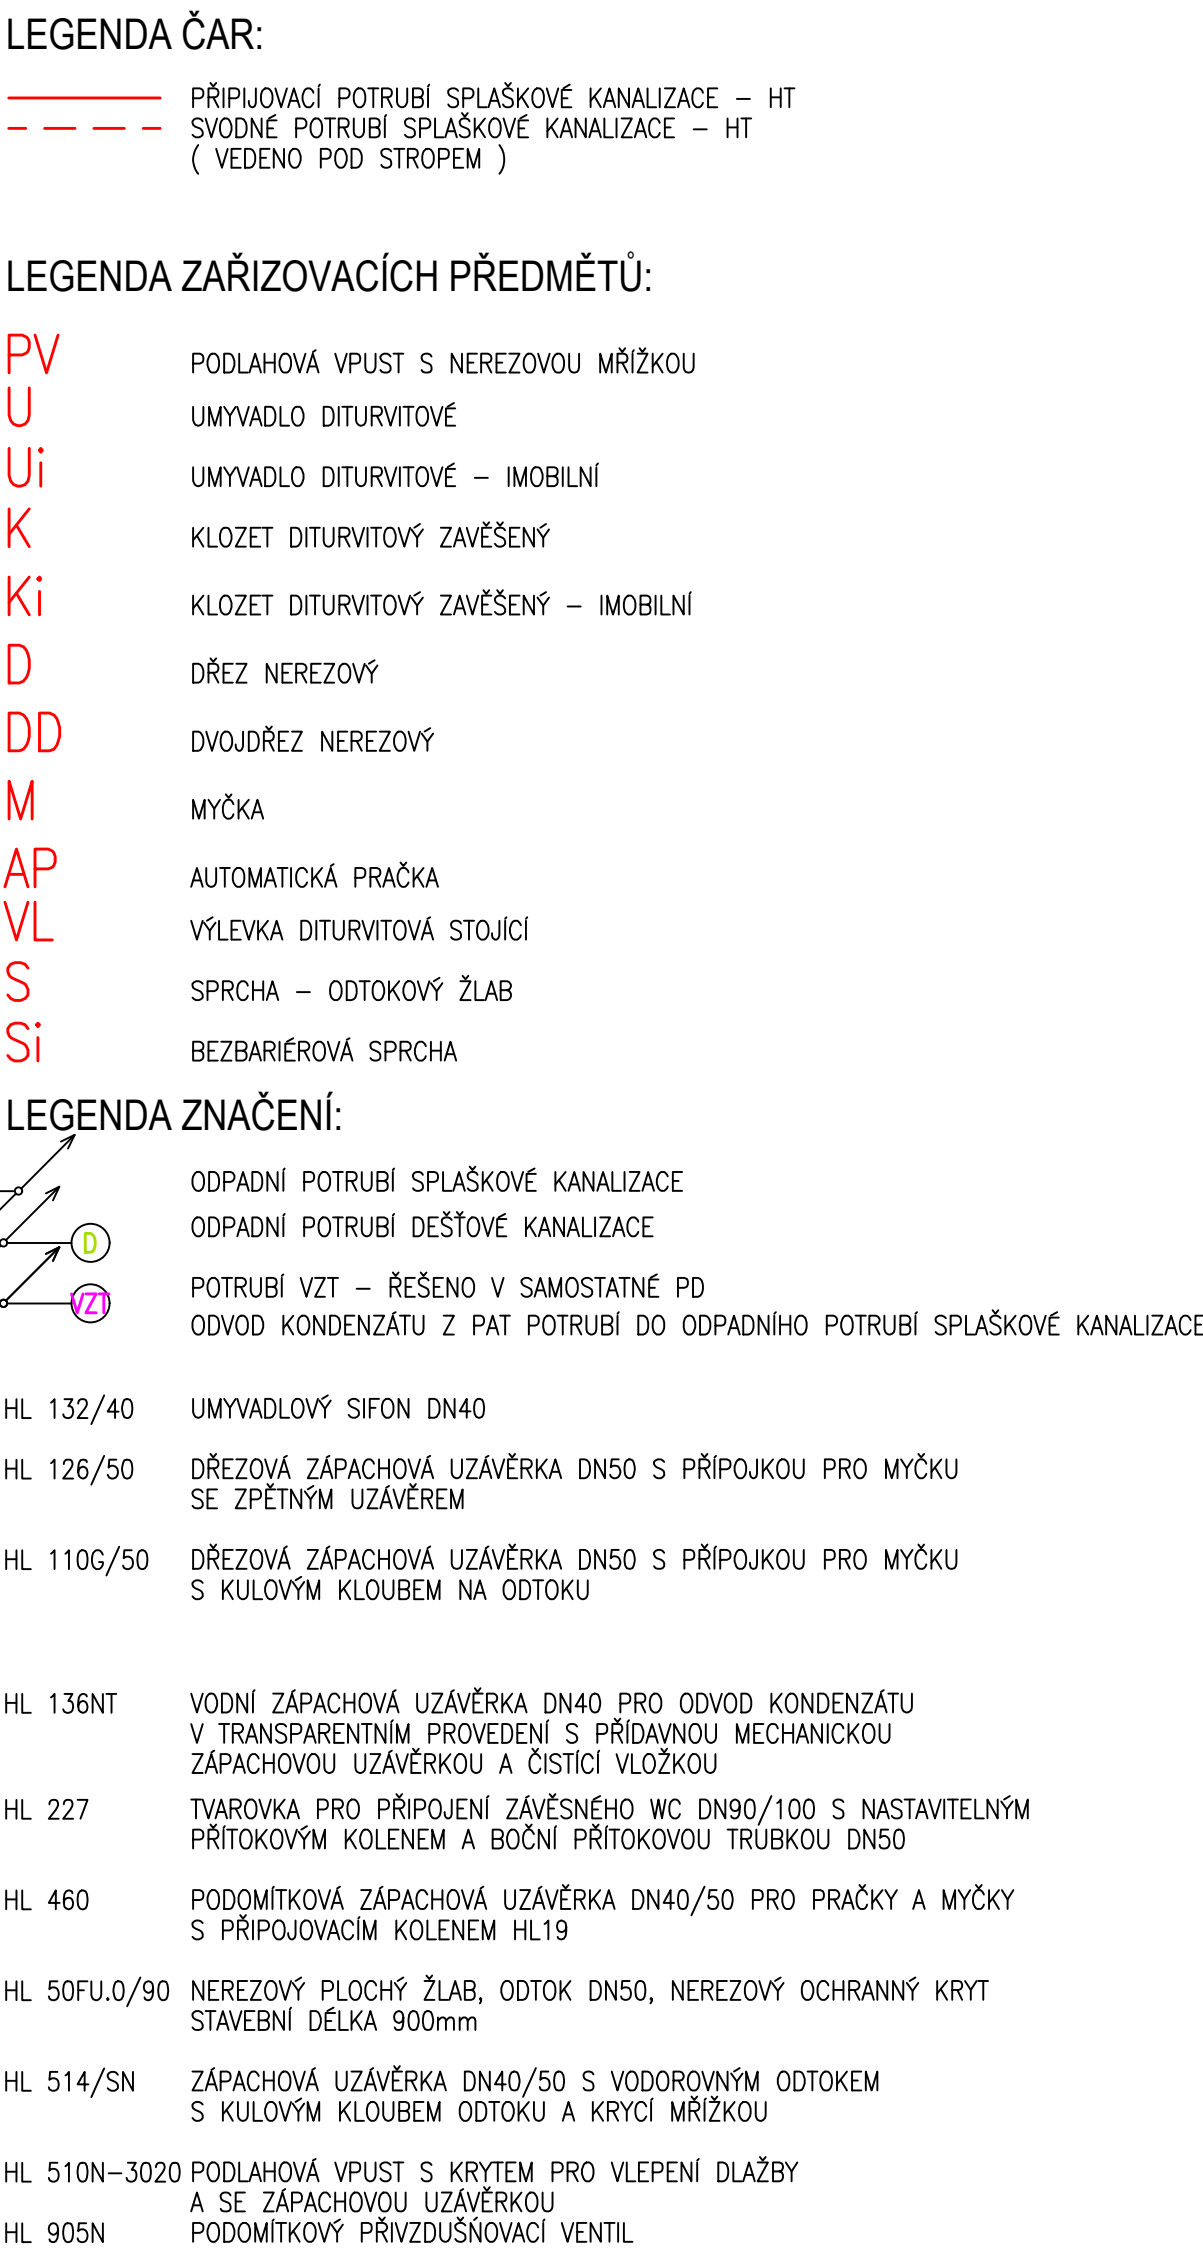 LEGENDA ČAR:
PŘIPIJOVACÍ POTRUBÍ SPLAŠKOVÉ KANALIZACE – HT
SVODNÉ POTRUBÍ SPLAŠKOVÉ KANALIZACE – HT
( VEDENO POD STROPEM )
LEGENDA ZAŘIZOVACÍCH PŘEDMĚTŮ:
PV PODLAHOVÁ VPUST S NEREZOVOU MŘÍŽKOU
U UMYVADLO DITURVITOVÉ
Ui UMYVADLO DITURVITOVÉ – IMOBILNÍ
K KLOZET DITURVITOVÝ ZAVĚŠENÝ
Ki KLOZET DITURVITOVÝ ZAVĚŠENÝ – IMOBILNÍ
D DŘEZ NEREZOVÝ
DD DVOJDŘEZ NEREZOVÝ
M MYČKA
AP AUTOMATICKÁ PRAČKA
VL VÝLEVKA DITURVITOVÁ STOJÍCÍ
S SPRCHA – ODTOKOVÝ ŽLAB
Si BEZBARIÉROVÁ SPRCHA
LEGENDA ZNAČENÍ:
ODPADNÍ POTRUBÍ SPLAŠKOVÉ KANALIZACE
D ODPADNÍ POTRUBÍ DEŠŤOVÉ KANALIZACE
VZT POTRUBÍ VZT – ŘEŠENO V SAMOSTATNÉ PD
ODVOD KONDENZÁTU Z PAT POTRUBÍ DO ODPADNÍHO POTRUBÍ SPLAŠKOVÉ KANALIZACE
HL 132/40 UMYVADLOVÝ SIFON DN40
HL 126/50 DŘEZOVÁ ZÁPACHOVÁ UZÁVĚRKA DN50 S PŘÍPOJKOU PRO MYČKU
SE ZPĚTNÝM UZÁVĚREM
HL 110G/50 DŘEZOVÁ ZÁPACHOVÁ UZÁVĚRKA DN50 S PŘÍPOJKOU PRO MYČKU
S KULOVÝM KLOUBEM NA ODTOKU
HL 136NT VODNÍ ZÁPACHOVÁ UZÁVĚRKA DN40 PRO ODVOD KONDENZÁTU
V TRANSPARENTNÍM PROVEDENÍ S PŘÍDAVNOU MECHANICKOU
ZÁPACHOVOU UZÁVĚRKOU A ČISTÍCÍ VLOŽKOU
HL 227 TVAROVKA PRO PŘIPOJENÍ ZÁVĚSNÉHO WC DN90/100 S NASTAVITELNÝM
PŘÍTOKOVÝM KOLENEM A BOČNÍ PŘÍTOKOVOU TRUBKOU DN50
HL 460 PODOMÍTKOVÁ ZÁPACHOVÁ UZÁVĚRKA DN40/50 PRO PRAČKY A MYČKY
S PŘIPOJOVACÍM KOLENEM HL19
HL 50FU.0/90 NEREZOVÝ PLOCHÝ ŽLAB, ODTOK DN50, NEREZOVÝ OCHRANNÝ KRYT
STAVEBNÍ DÉLKA 900mm
HL 514/SN ZÁPACHOVÁ UZÁVĚRKA DN40/50 S VODOROVNÝM ODTOKEM
S KULOVÝM KLOUBEM ODTOKU A KRYCÍ MŘÍŽKOU
HL 510N–3020 PODLAHOVÁ VPUST S KRYTEM PRO VLEPENÍ DLAŽBY
A SE ZÁPACHOVOU UZÁVĚRKOU
HL 905N PODOMÍTKOVÝ PŘIVZDUŠŃOVACÍ VENTIL